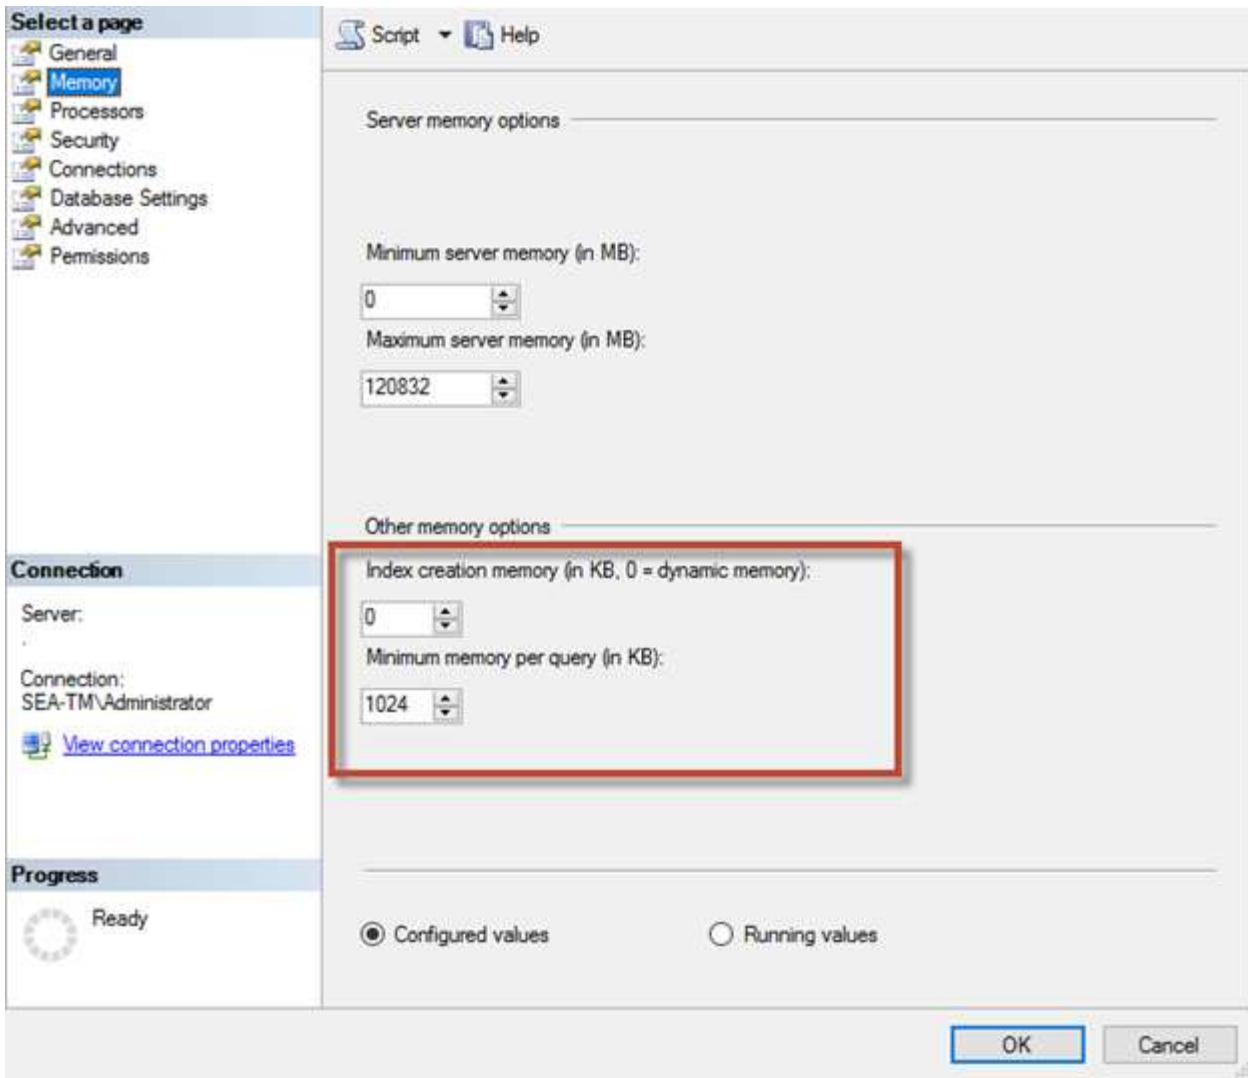 Select a page
General
Memory
Processors
Security
Connections
Database Settings
Advanced
Permissions
Connection
Server:
.
Connection:
SEA-TM\Administrator
View connection properties
Progress
Ready
Script Help
Server memory options
Minimum server memory (in MB):
0
Maximum server memory (in MB):
120832
Other memory options
Index creation memory (in KB, 0 = dynamic memory):
0
Minimum memory per query (in KB):
1024
Configured values Running values
OK Cancel